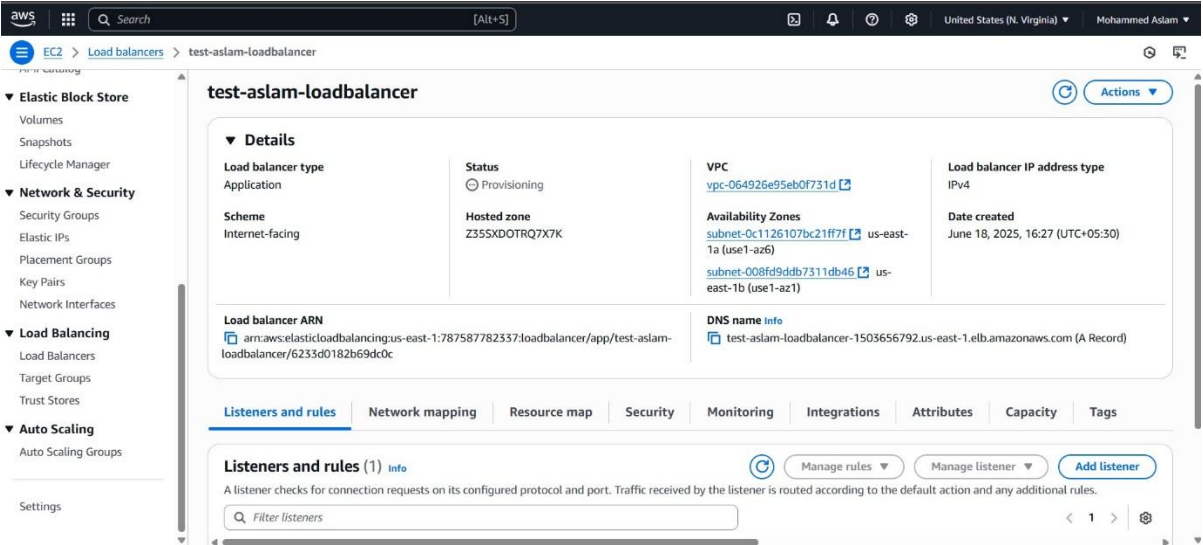 aws
Search
[Alt+S]
United States (N. Virginia)
Mohammed Aslam
EC2 > Load balancers > test-aslam-loadbalancer
Elastic Block Store
Volumes
Snapshots
Lifecycle Manager
Network & Security
Security Groups
Elastic IPs
Placement Groups
Key Pairs
Network Interfaces
Load Balancing
Load Balancers
Target Groups
Trust Stores
Auto Scaling
Auto Scaling Groups
Settings
test-aslam-loadbalancer
Actions
Details
Load balancer type
Application
Status
Provisioning
VPC
vpc-064926e95eb0f731d
Load balancer IP address type
IPv4
Scheme
Internet-facing
Hosted zone
Z35SXDOTRQ7X7K
Availability Zones
subnet-0c1126107bc21ff7f us-east-
1a (use1-az6)
subnet-008fd9ddb7311db46 us-
east-1b (use1-az1)
Date created
June 18, 2025, 16:27 (UTC+05:30)
Load balancer ARN
arn:aws:elasticloadbalancing:us-east-1:787587782337:loadbalancer/app/test-aslam-
loadbalancer/6233d0182b69dc0c
DNS name Info
test-aslam-loadbalancer-1503656792.us-east-1.elb.amazonaws.com (A Record)
Listeners and rules
Network mapping
Resource map
Security
Monitoring
Integrations
Attributes
Capacity
Tags
Listeners and rules (1) Info
Manage rules
Manage listener
Add listener
A listener checks for connection requests on its configured protocol and port. Traffic received by the listener is routed according to the default action and any additional rules.
Filter listeners
1